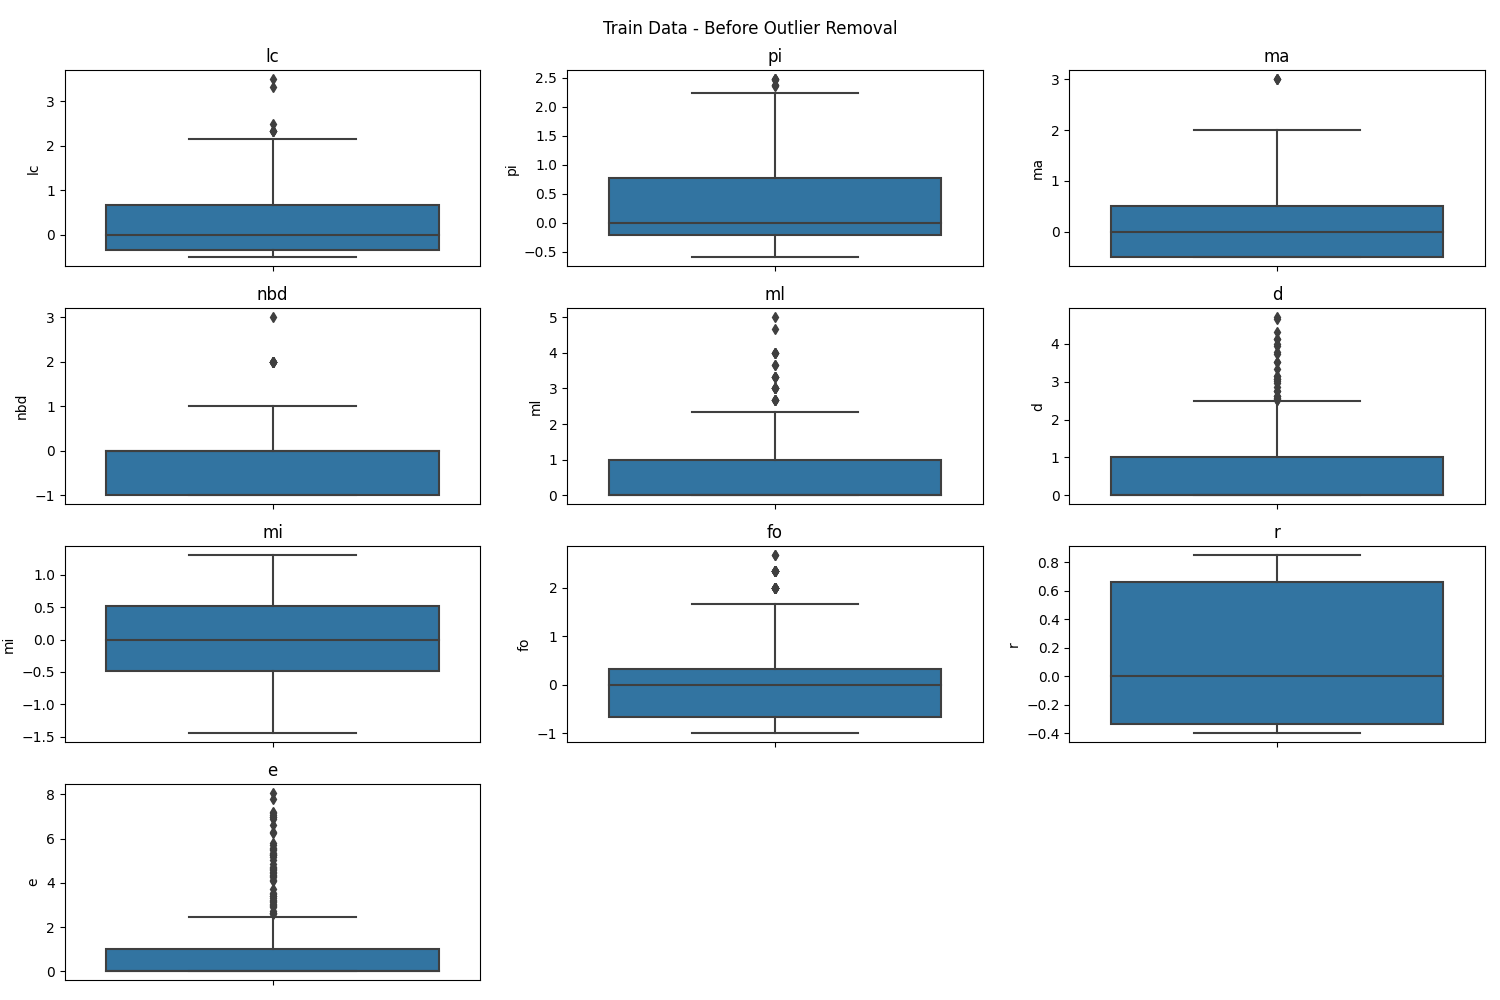 Train Data - Before Outlier Removal
lc
3
2
1
0
lc
pi
2.5
2.0
1.5
1.0
0.5
0.0
−0.5
pi
ma
3
2
1
0
ma
nbd
3
2
1
0
−1
nbd
ml
5
4
3
2
1
0
ml
d
4
3
2
1
0
d
mi
1.0
0.5
0.0
−0.5
−1.0
−1.5
mi
fo
2
1
0
−1
fo
r
0.8
0.6
0.4
0.2
0.0
−0.2
−0.4
r
e
8
6
4
2
0
e